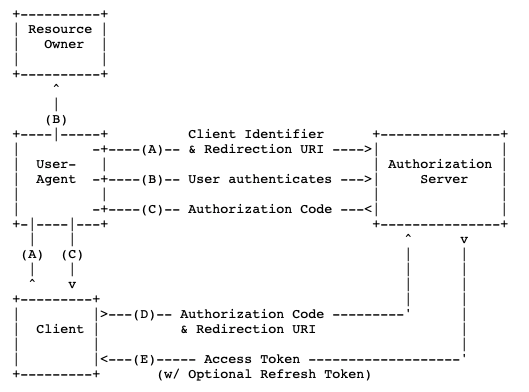 Resource
Owner
(B)
Client Identifier
(A) & Redirection URI
User-
Agent
Authorization
Server
(B) User authenticates
(C) Authorization Code
(A) (C)
(D) Authorization Code
Client & Redirection URI
(E) Access Token
(w/ Optional Refresh Token)